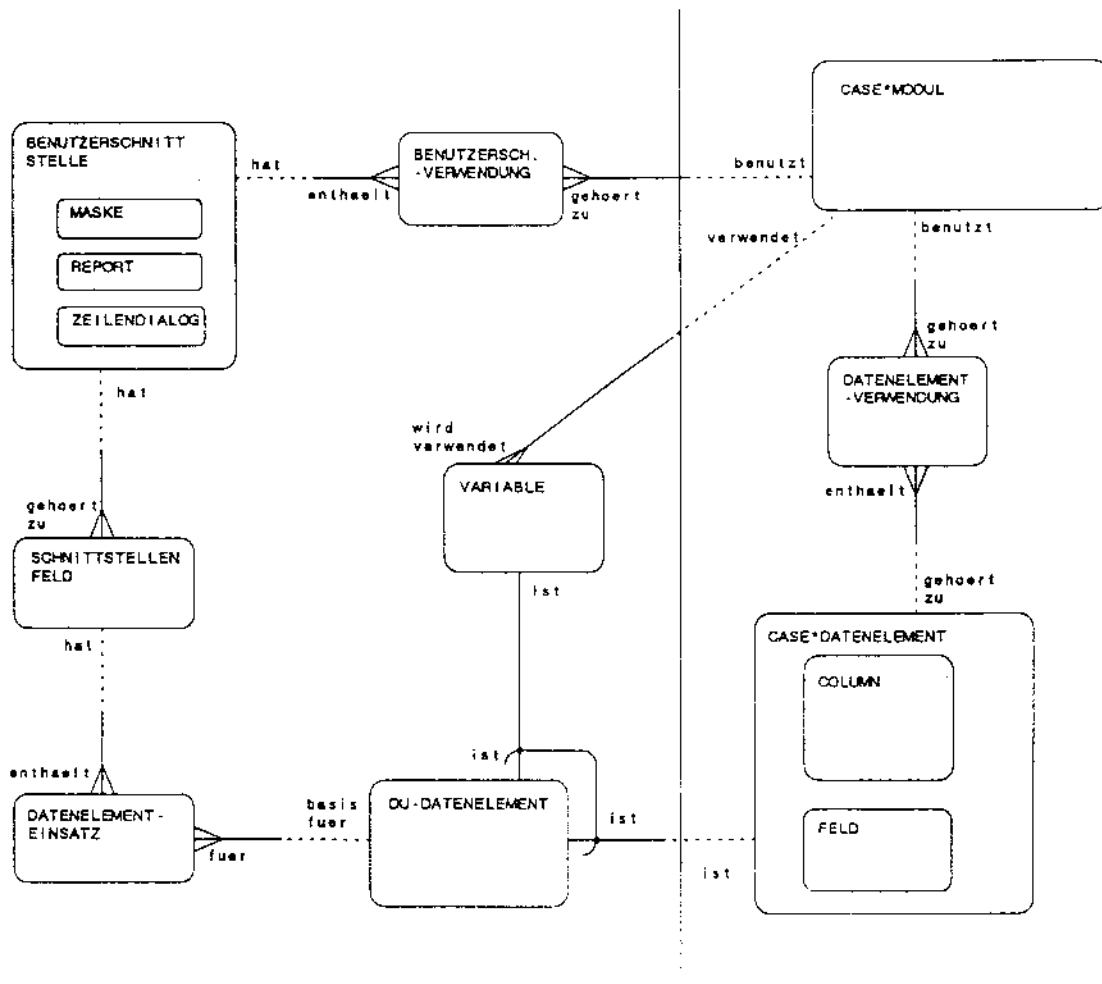 CASE*MODUL
BENUTZERSCHNITT
STELLE
hat
enthaelt
BENUTZERSCH.
-VERWENDUNG
gehoert
zu
benutzt
MASKE
REPORT
ZEILENDIALOG
verwendet
benutzt
gehoert
zu
DATENELEMENT
-VERWENDUNG
enthaelt
hat
wird
verwendet
VARIABLE
ist
gehoert
zu
SCHNITTSTELLEN
FELD
hat
gehoert
zu
CASE*DATENELEMENT
COLUMN
FELD
enthaelt
DATENELEMENT-
EINSATZ
fuer
basis
fuer
ist
DU-DATENELEMENT
ist
ist